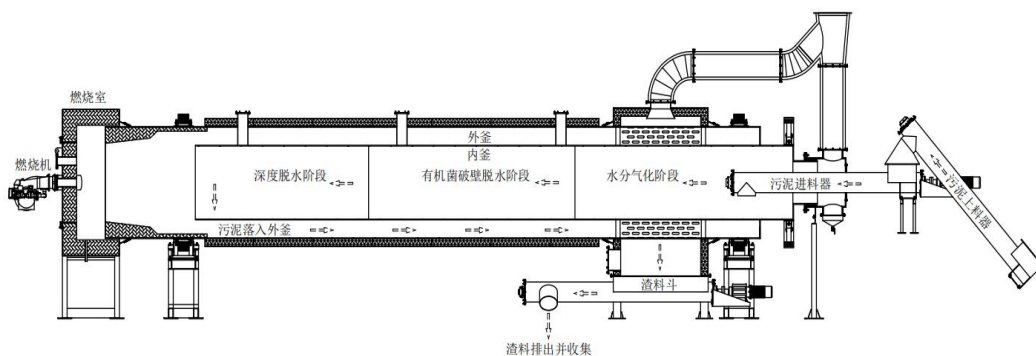 燃烧室
燃烧机
外釜
内釜
深度脱水阶段
有机菌破壁脱水阶段
水分气化阶段
污泥进料器
污泥上料器
污泥落入外釜
渣料斗
渣料排出并收集